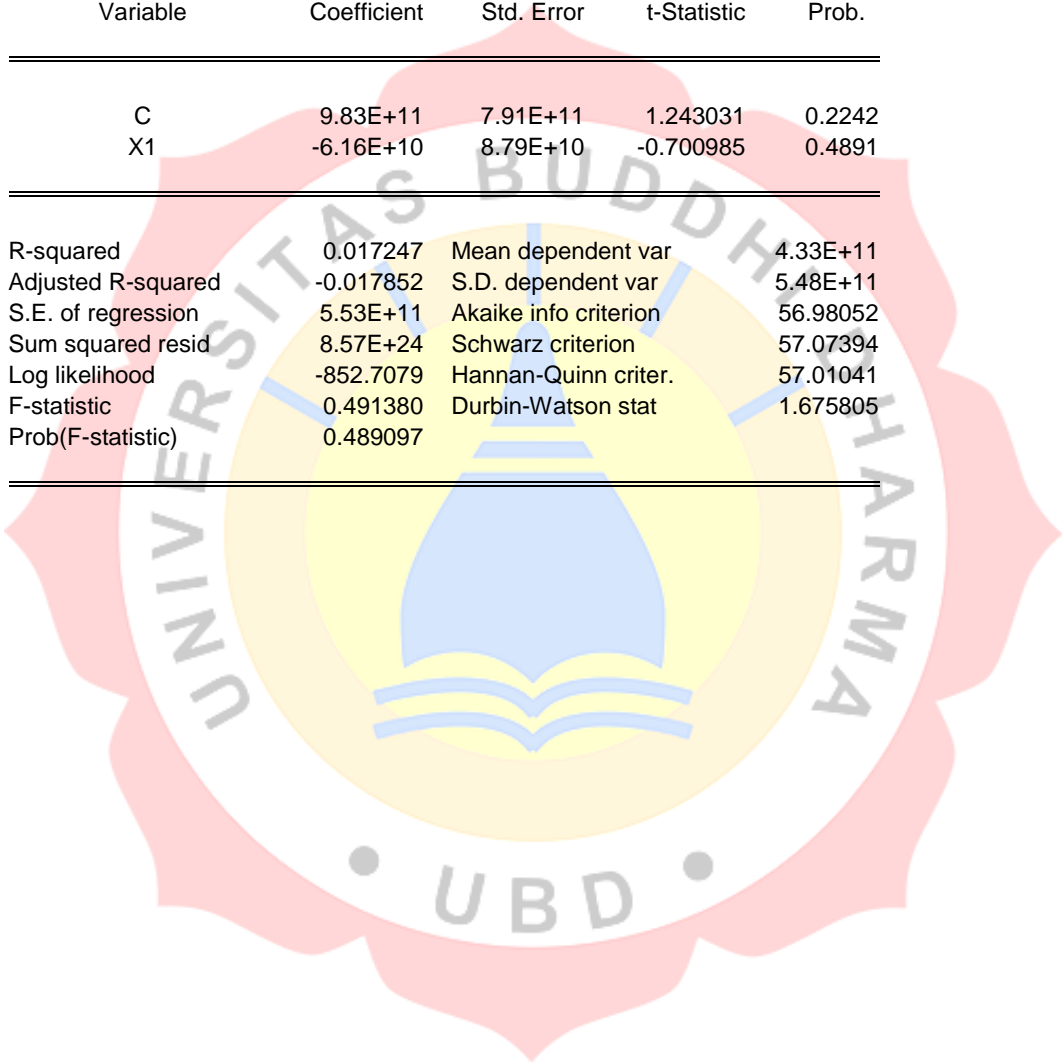 Variable Coefficient Std. Error t-Statistic Prob.
C 9.83E+11 7.91E+11 1.243031 0.2242
X1 -6.16E+10 8.79E+10 -0.700985 0.4891
R-squared 0.017247 Mean dependent var 4.33E+11
Adjusted R-squared -0.017852 S.D. dependent var 5.48E+11
S.E. of regression 5.53E+11 Akaike info criterion 56.98052
Sum squared resid 8.57E+24 Schwarz criterion 57.07394
Log likelihood -852.7079 Hannan-Quinn criter. 57.01041
F-statistic 0.491380 Durbin-Watson stat 1.675805
Prob(F-statistic) 0.489097
UNIVERSITAS BUDDHI DHARMA
• UBD •